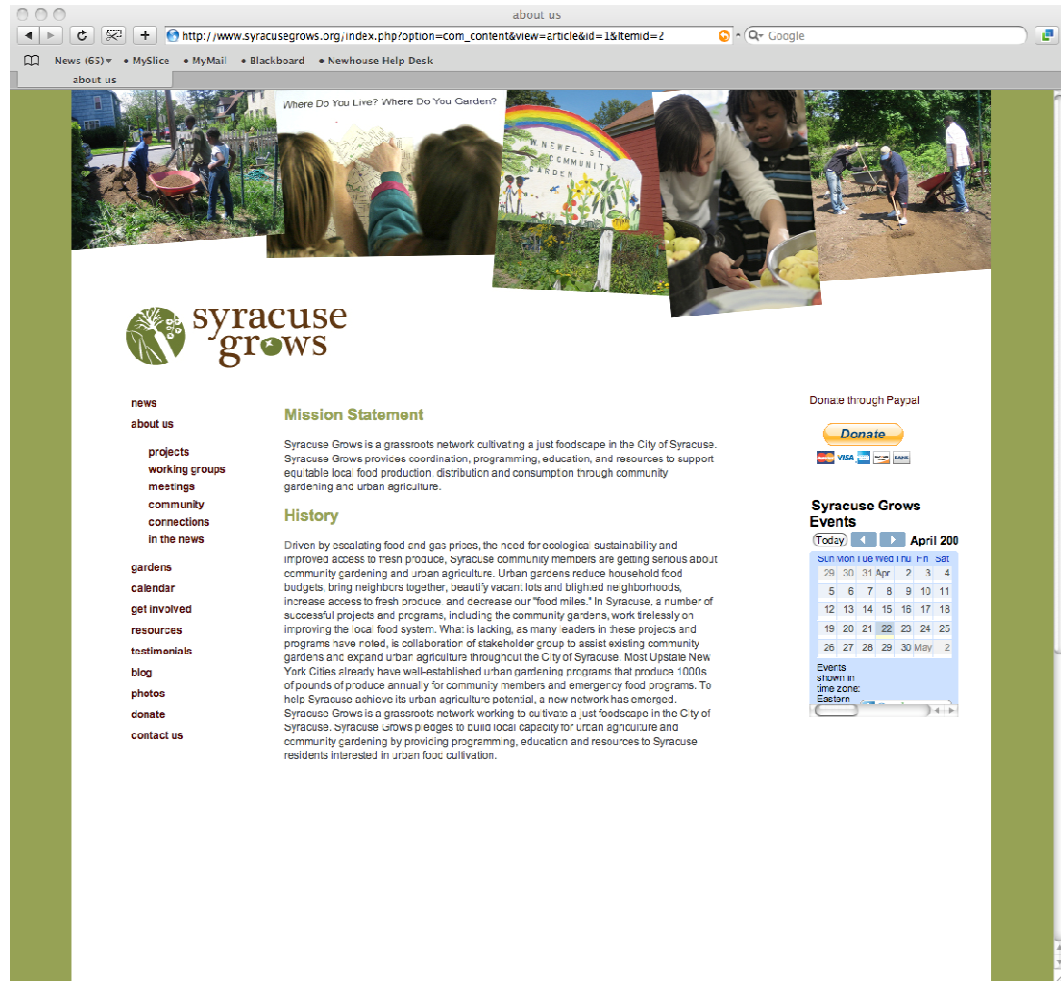 about us
http://www.syracusegrows.org/index.php?option=com_content&view=article&id=1&Itemid=2
Google
News (65)▾ • MySlice • MyMail • Blackboard • Newhouse Help Desk
about us
Where Do You Live? Where Do You Garden?
W. NEWELL ST.
COMMUNITY
GARDEN
syracuse
grows
news
about us
projects
working groups
meetings
community
connections
in the news
gardens
calendar
get involved
resources
testimonials
blog
photos
donate
contact us
Mission Statement
Syracuse Grows is a grassroots network cultivating a just foodscape in the City of Syracuse.
Syracuse Grows provides coordination, programming, education, and resources to support
equitable local food production, distribution and consumption through community
gardening and urban agriculture.
History
Driven by escalating food and gas prices, the need for ecological sustainability and
improved access to fresh produce, Syracuse community members are getting serious about
community gardening and urban agriculture. Urban gardens reduce household food
budgets, bring neighbors together, beautify vacant lots and blighted neighborhoods,
increase access to fresh produce, and decrease our "food miles." In Syracuse, a number of
successful projects and programs, including the community gardens, work tirelessly on
improving the local food system. What is lacking, as many leaders in these projects and
programs have noted, is collaboration of stakeholder group to assist existing community
gardens and expand urban agriculture throughout the City of Syracuse. Most Upstate New
York Cities already have well-established urban gardening programs that produce 1000s
of pounds of produce annually for community members and emergency food programs. To
help Syracuse achieve its urban agriculture potential, a new network has emerged.
Syracuse Grows is a grassroots network working to cultivate a just foodscape in the City of
Syracuse. Syracuse Grows pledges to build local capacity for urban agriculture and
community gardening by providing programming, education and resources to Syracuse
residents interested in urban food cultivation.
Donate through Paypal
Donate
VISA
Syracuse Grows
Events
Today April 200
Sun Mon Tue Wed Thu Fri Sat
29 30 31 Apr 2 3 4
5 6 7 8 9 10 11
12 13 14 15 16 17 18
19 20 21 22 23 24 25
26 27 28 29 30 May 2
Events
shown in
time zone:
Eastern